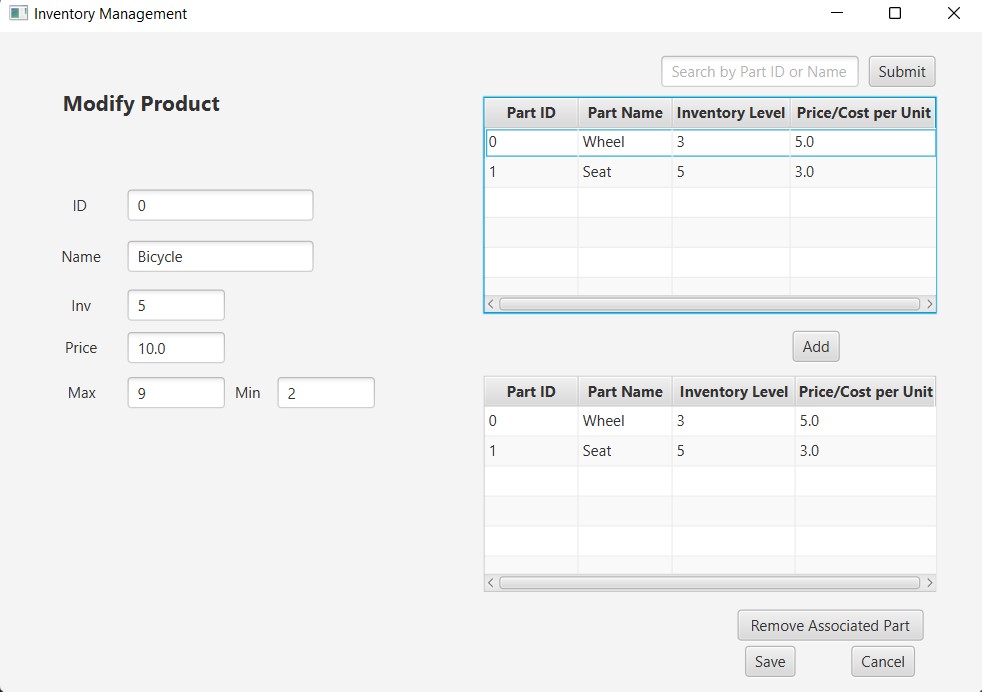 Inventory Management
Search by Part ID or Name Submit
Modify Product
Part ID Part Name Inventory Level Price/Cost per Unit
0 Wheel 3 5.0
1 Seat 5 3.0
ID 0
Name Bicycle
Inv 5
Price 10.0
Max 9 Min 2
Add
Part ID Part Name Inventory Level Price/Cost per Unit
0 Wheel 3 5.0
1 Seat 5 3.0
Remove Associated Part
Save Cancel